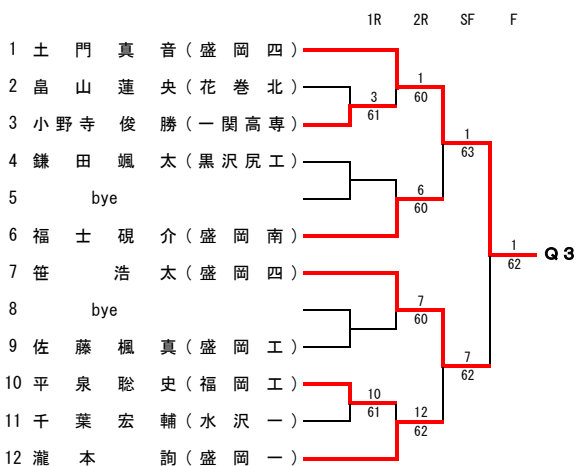 1R 2R SF F
1 土門真音(盛岡四)
2 畠山蓮央(花巻北)
3 小野寺俊勝(一関高専)
4 鎌田颯太(黒沢尻工)
5 bye
6 福士硯介(盛岡南)
7 笹浩太(盛岡四)
8 bye
9 佐藤楓真(盛岡工)
10 平泉聡史(福岡工)
11 千葉宏輔(水沢一)
12 瀧本詢(盛岡一)
3
61
10
61
1
60
6
60
7
60
12
62
1
63
7
62
1
62
Q3